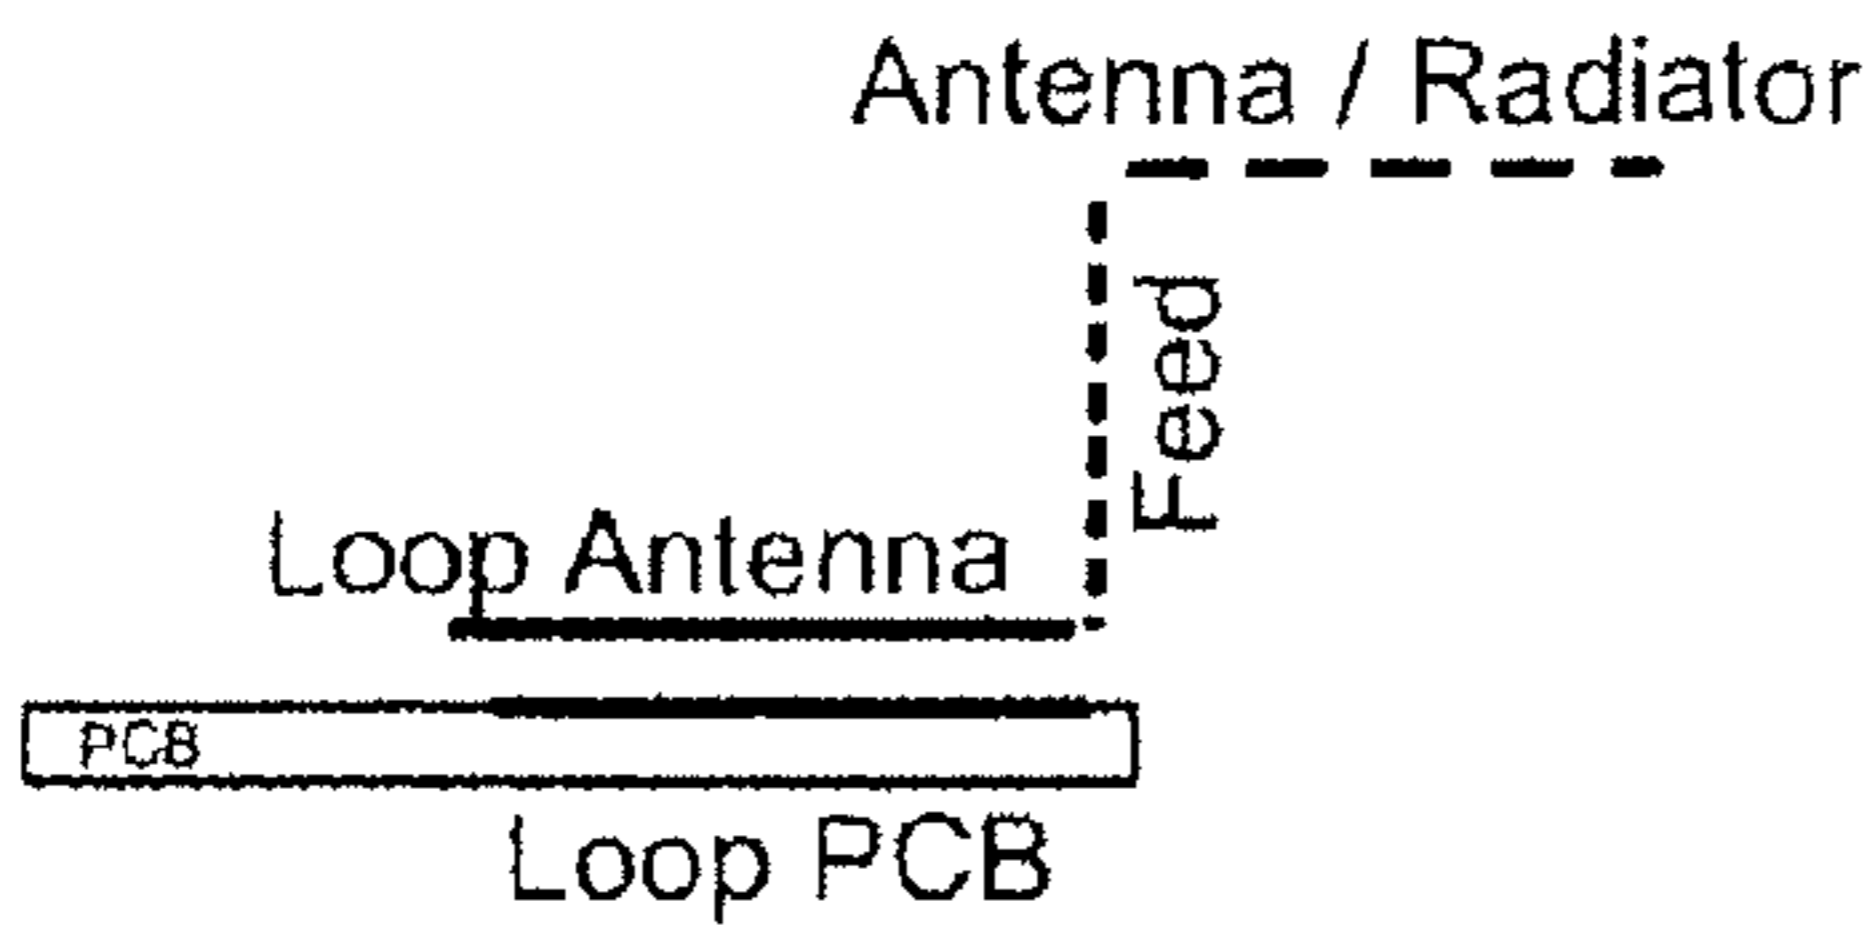 Antenna / Radiator
Feed
Loop Antenna
PCB
Loop PCB